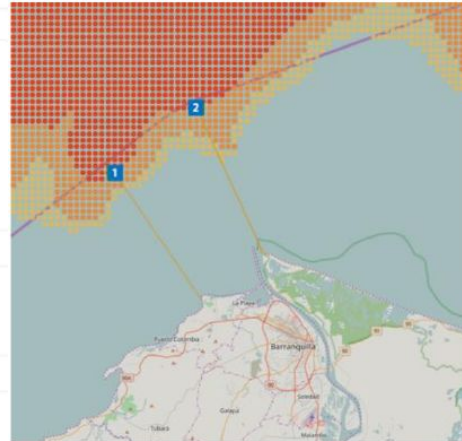 2
1
La Playa
Puerto Colombia
Barranquilla
Soledad
Galapa
Malambo
Tubará